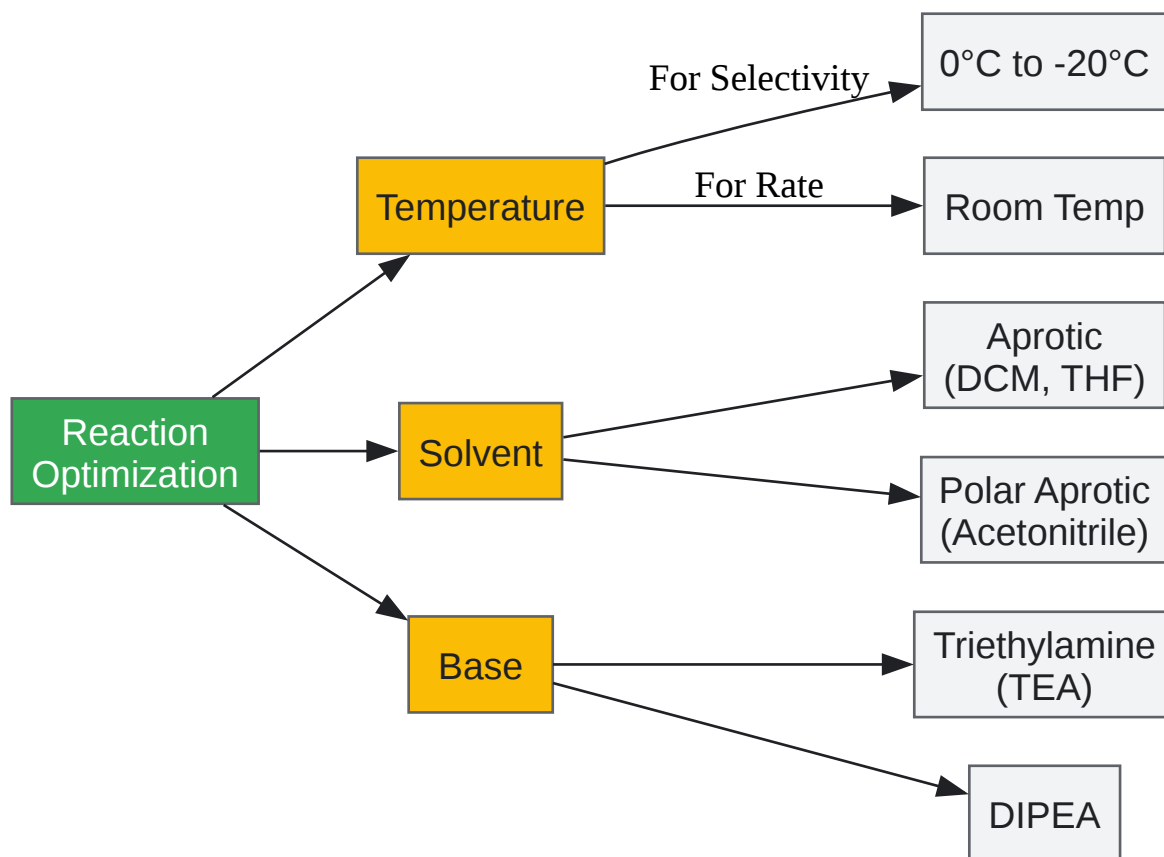 Reaction
Optimization
Temperature
For Selectivity
0°C to -20°C
For Rate
Room Temp
Solvent
Aprotic
(DCM, THF)
Polar Aprotic
(Acetonitrile)
Base
Triethylamine
(TEA)
DIPEA